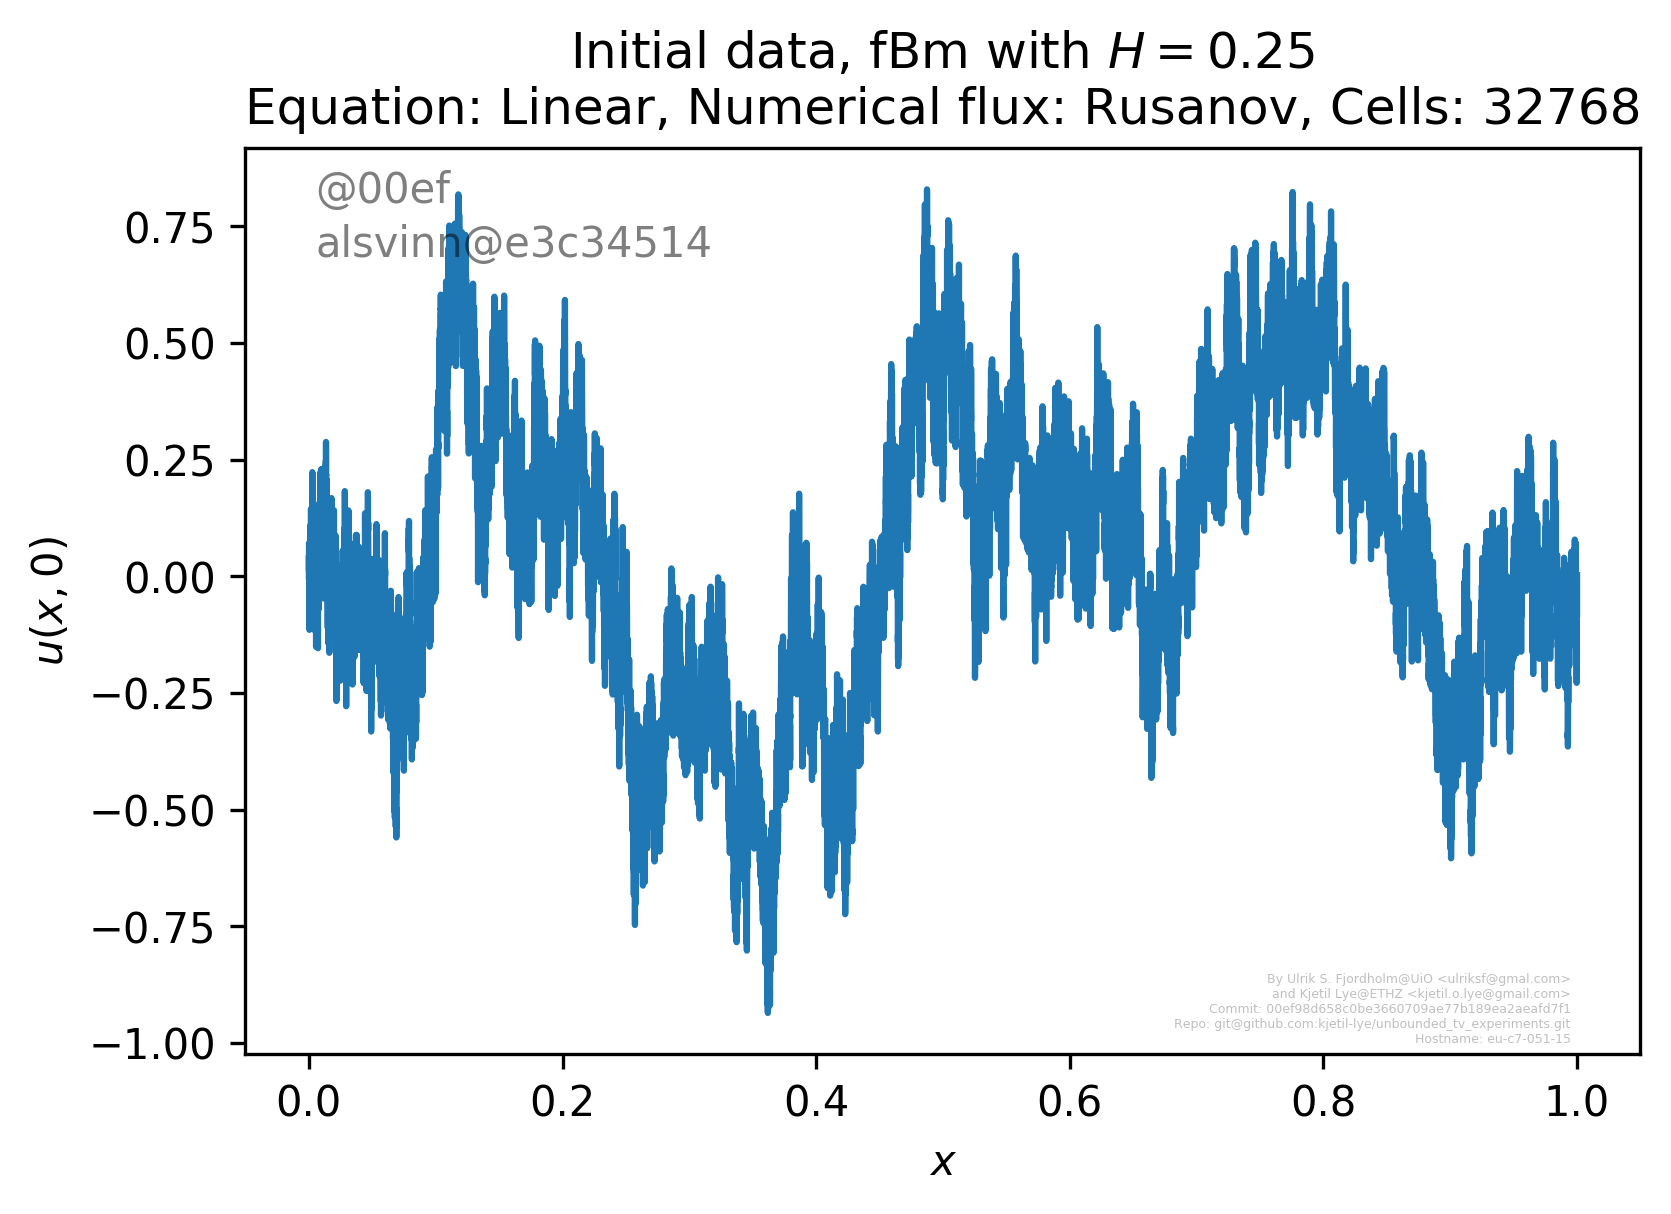 Initial data, fBm with H = 0.25
Equation: Linear, Numerical flux: Rusanov, Cells: 32768
@00ef
alsvinn@e3c34514
0.75
0.50
0.25
0.00
−0.25
−0.50
−0.75
−1.00
u(x, 0)
By Ulrik S. Fjordholm@UiO <ulriksf@gmal.com>
and Kjetil Lye@ETHZ <kjetil.o.lye@gmail.com>
Commit: 00ef98d658c0be3660709ae77b189ea2aeafd7f1
Repo: git@github.com:kjetil-lye/unbounded_tv_experiments.git
Hostname: eu-c7-051-15
0.0 0.2 0.4 0.6 0.8 1.0
x